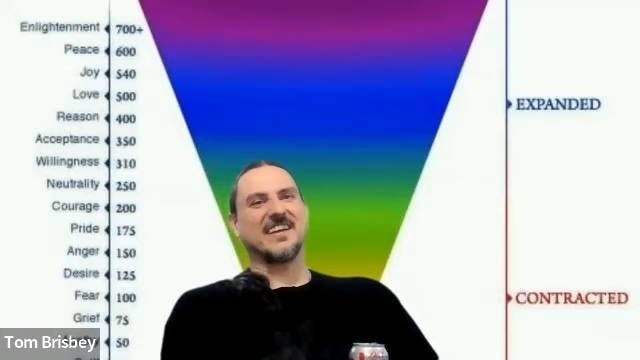 Enlightenment 700+
Peace 600
Joy 540
Love 500
Reason 400
Acceptance 350
Willingness 310
Neutrality 250
Courage 200
Pride 175
Anger 150
Desire 125
Fear 100
Grief 75
50
EXPANDED
CONTRACTED
Tom Brisbey